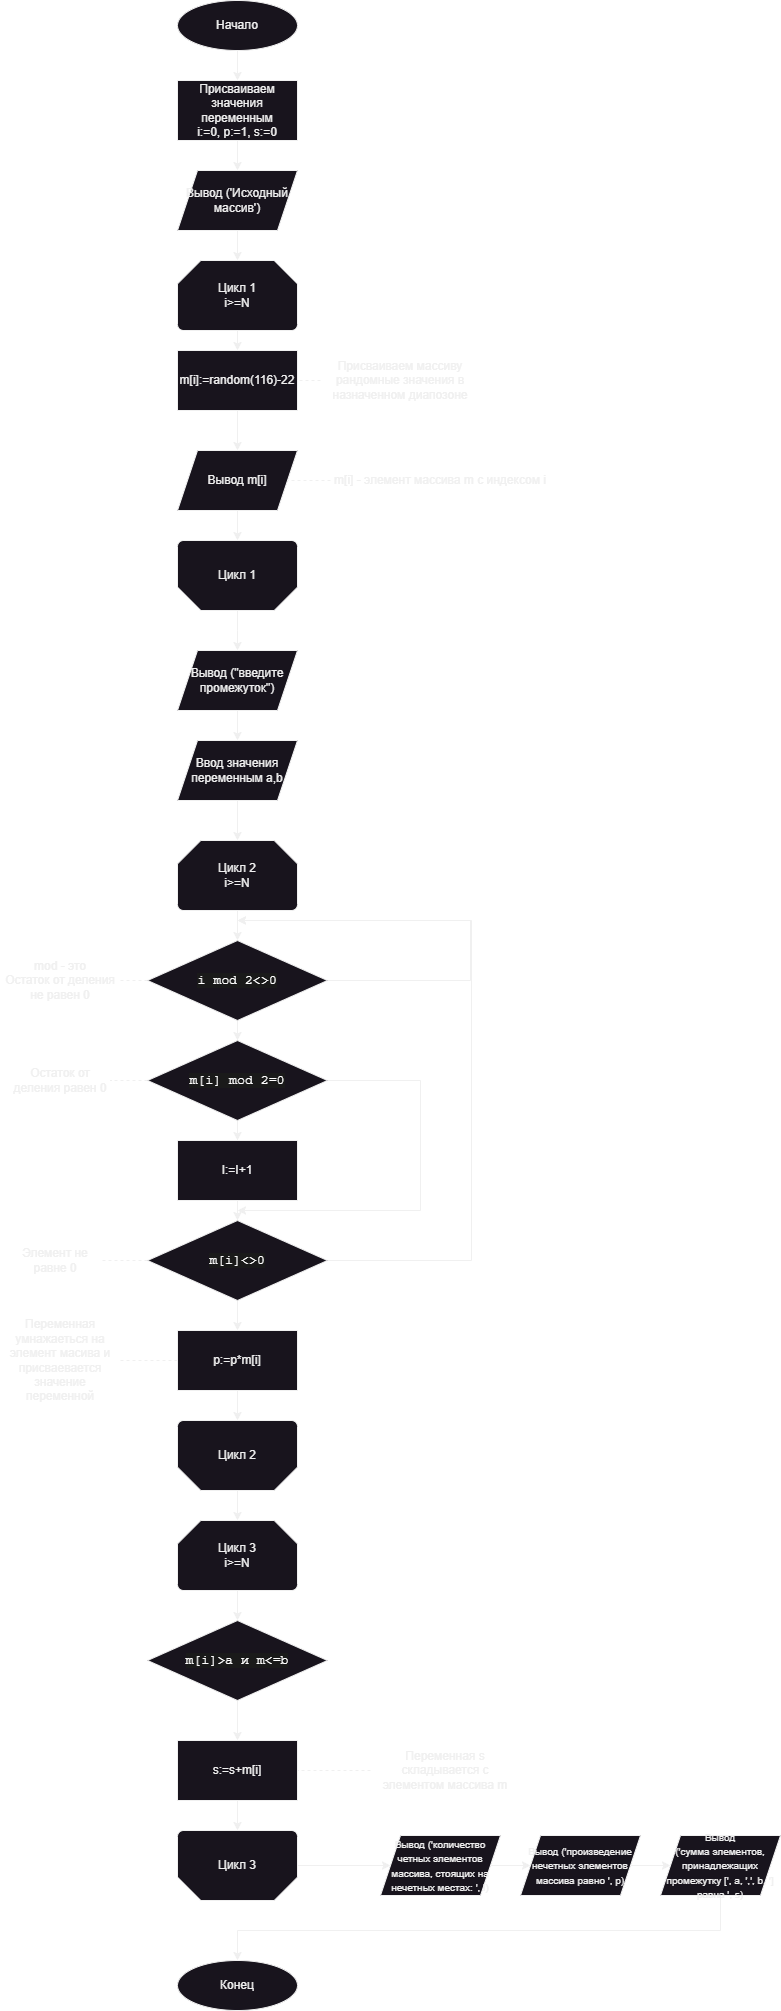 Начало
Присваиваем
значения
переменным
i:=0, p:=1, s:=0
Вывод ('Исходный
массив')
Цикл 1
i>=N
m[i]:=random(116)-22
Присваиваем массиву
рандомные значения в
назначенном диапозоне
Вывод m[i]
m[i] - элемент массива m с индексом i
Цикл 1
Вывод ("введите
промежуток")
Ввод значения
переменным a,b
Цикл 2
i>=N
mod - это
Остаток от деления
не равен 0
i mod 2<>0
Остаток от
деления равен 0
m[i] mod 2=0
I:=I+1
Элемент не
равне 0
m[i]<>0
Переменная
умнажаеться на
элемент масива и
присваевается
значение
переменной
p:=p*m[i]
Цикл 2
Цикл 3
i>=N
m[i]>a и m<=b
s:=s+m[i]
Переменная s
складывается с
элементом массива m
Цикл 3
Вывод ('количество
четных элементов
массива, стоящих на
нечетных местах: ',
Вывод ('произведение
нечетных элементов
массива равно ', p)
Вывод
('сумма элементов,
принадлежащих
промежутку [', a, ',', b,
равна ', s)
Конец